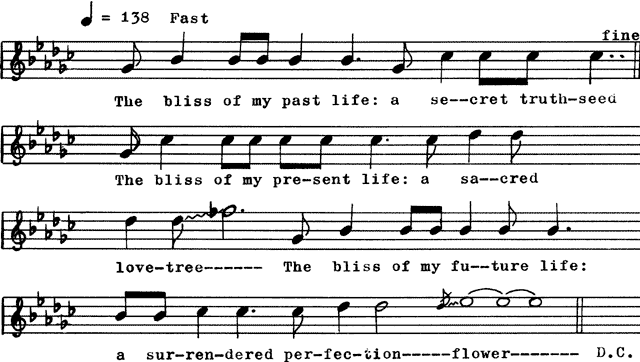 = 138 Fast
fine
The bliss of my past life: a se--cret truth-seed
The bliss of my pre-sent life: a sa--cred
love-tree------ The bliss of my fu--ture life:
a sur-ren-dered per-fec-tion-----flower------- D.C.